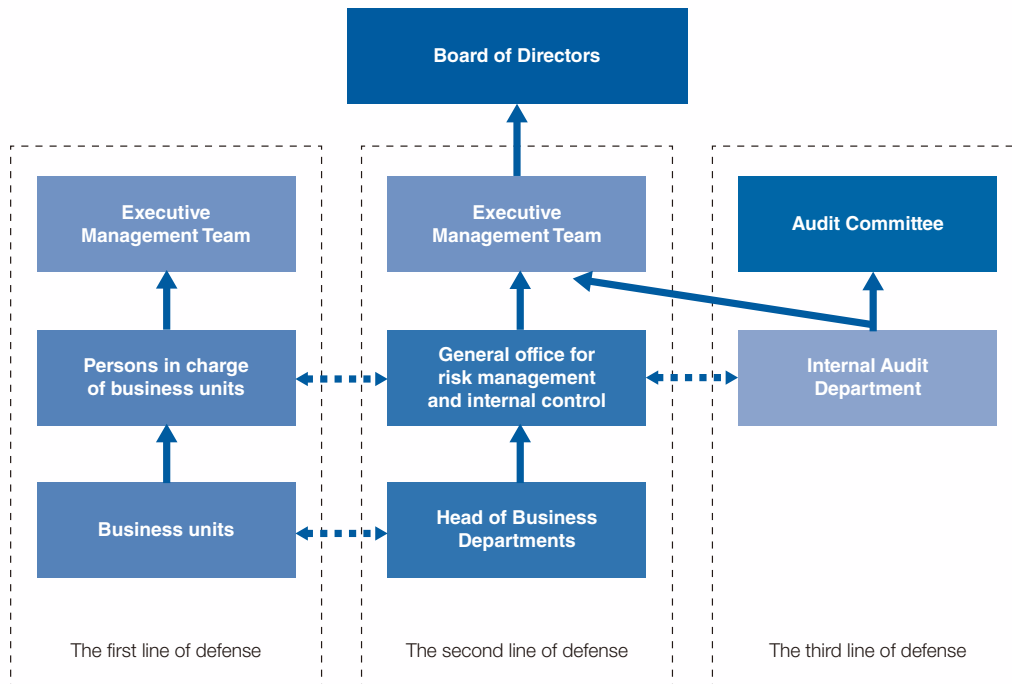 Board of Directors
Executive
Management Team
Executive
Management Team
Audit Committee
Persons in charge
of business units
General office for
risk management
and internal control
Internal Audit
Department
Business units
Head of Business
Departments
The first line of defense
The second line of defense
The third line of defense